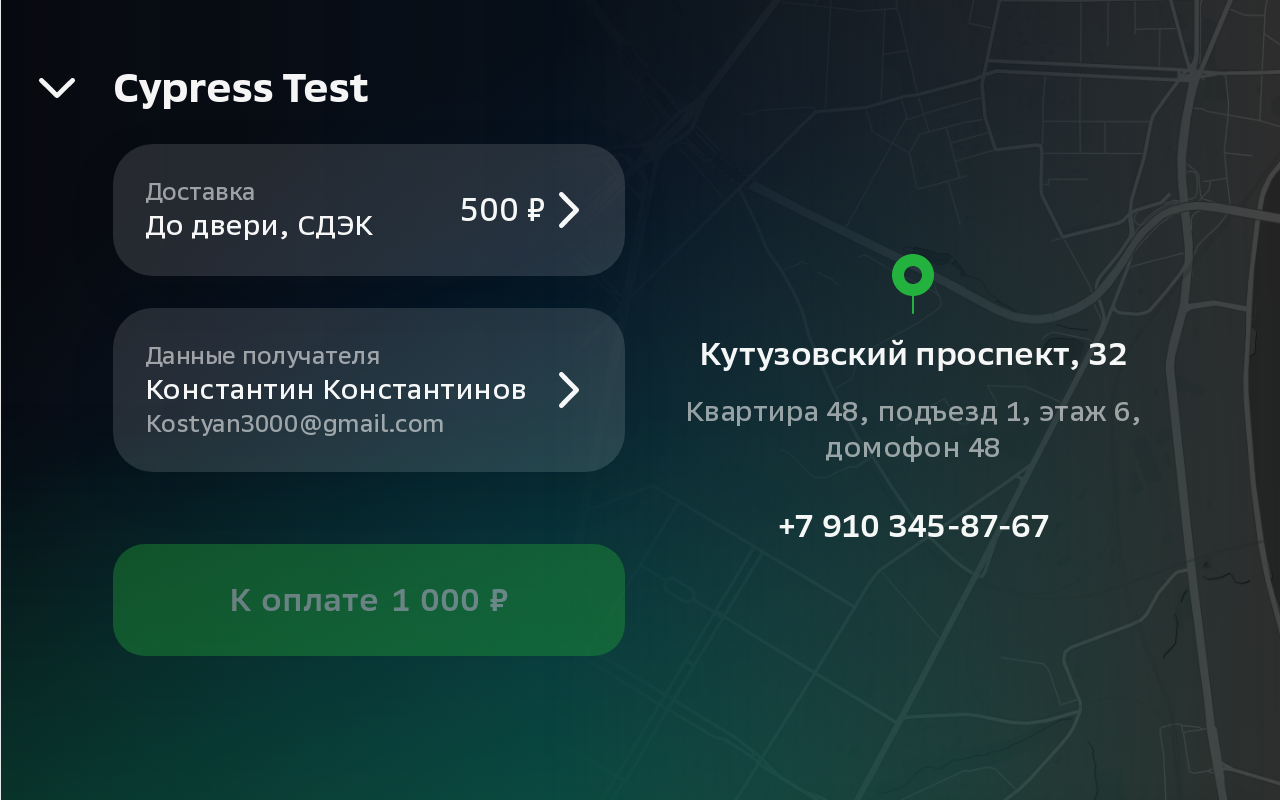 Cypress Test
Доставка
До двери, СДЭК
500 ₽
Данные получателя
Константин Константинов
Kostyan3000@gmail.com
К оплате 1 000 ₽
Кутузовский проспект, 32
Квартира 48, подъезд 1, этаж 6,
домофон 48
+7 910 345-87-67